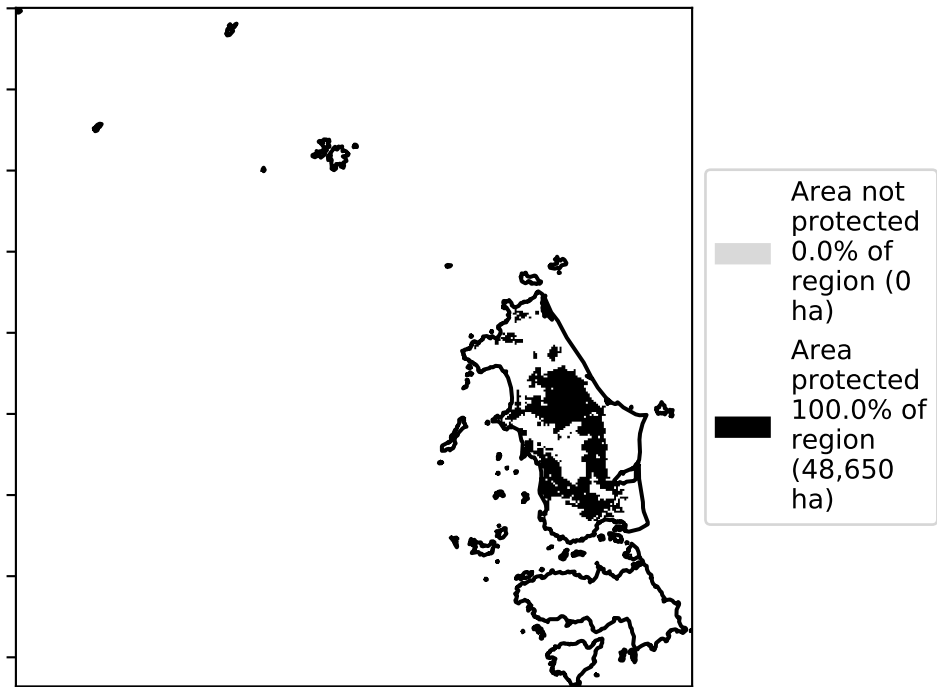 Area not
protected
0.0% of
region (0
ha)
Area
protected
100.0% of
region
(48,650
ha)